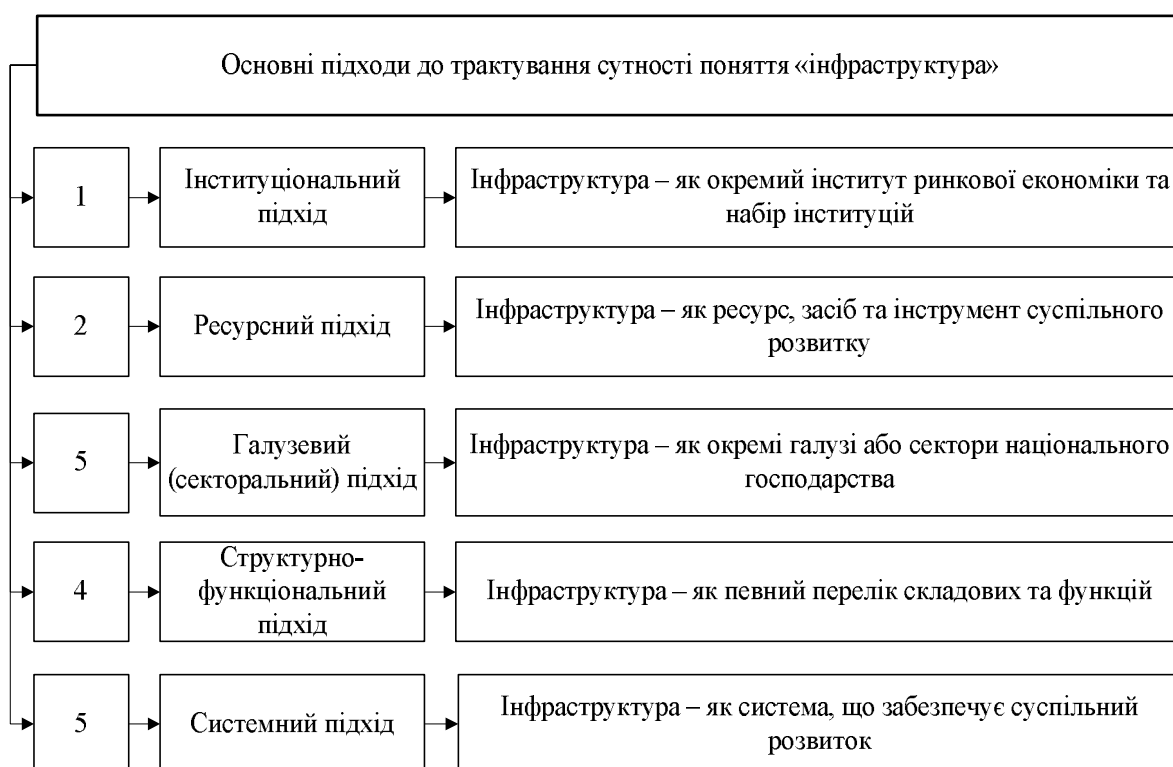 Основні підходи до трактування сутності поняття «інфраструктура»
1
Інституціональний
підхід
Інфраструктура – як окремий інститут ринкової економіки та
набір інституцій
2
Ресурсний підхід
Інфраструктура – як ресурс, засіб та інструмент суспільного
розвитку
5
Галузевий
(секторальний) підхід
Інфраструктура – як окремі галузі або сектори національного
господарства
4
Структурно-
функціональний
підхід
Інфраструктура – як певний перелік складових та функцій
5
Системний підхід
Інфраструктура – як система, що забезпечує суспільний
розвиток